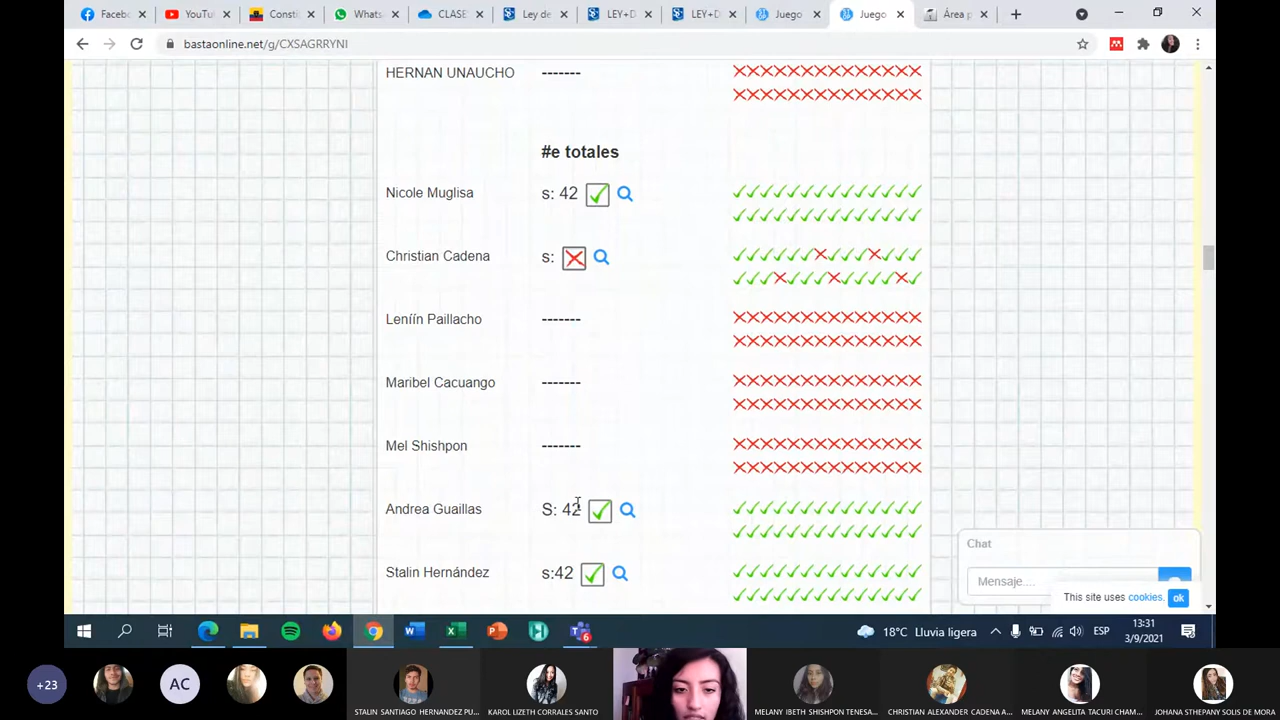 Facebo
YouTu
Consti
Whats
CLASE
Ley de
LEY+D
LEY+D
Juego
Juego
Área p
bastaonline.net/g/CXSAGRRYNI
HERNAN UNAUCHO -------
#e totales
Nicole Muglisa s: 42
Christian Cadena s:
Leniín Paillacho -------
Maribel Cacuango -------
Mel Shishpon -------
Andrea Guaillas S: 42
Stalin Hernández s:42
Chat
Mensaje....
This site uses cookies. ok
18°C Lluvia ligera
ESP
13:31
3/9/2021
6
+23
AC
STALIN SANTIAGO HERNANDEZ PU...
KAROL LIZETH CORRALES SANTO
MELANY IBETH SHISHPON TENESA...
CHRISTIAN ALEXANDER CADENA A...
MELANY ANGELITA TACURI CHAM...
JOHANA STHEPANY SOLIS DE MORA